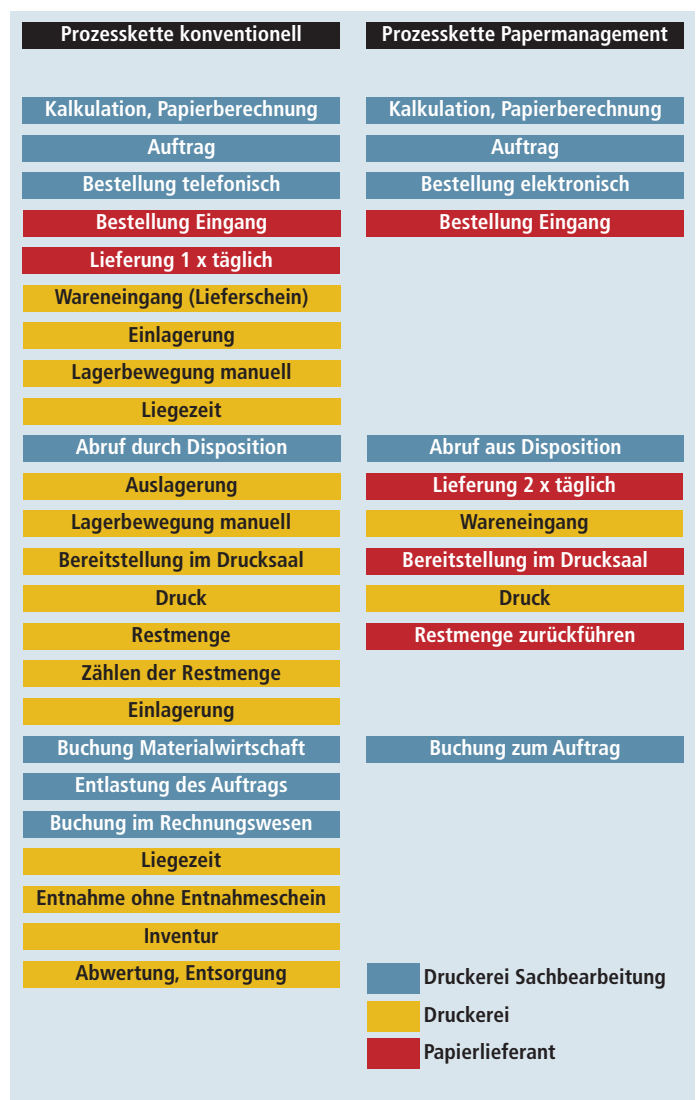 Prozesskette konventionell
Kalkulation, Papierberechnung
Auftrag
Bestellung telefonisch
Bestellung Eingang
Lieferung 1 x täglich
Wareneingang (Lieferschein)
Einlagerung
Lagerbewegung manuell
Liegezeit
Abruf durch Disposition
Auslagerung
Lagerbewegung manuell
Bereitstellung im Drucksaal
Druck
Restmenge
Zählen der Restmenge
Einlagerung
Buchung Materialwirtschaft
Entlastung des Auftrags
Buchung im Rechnungswesen
Liegezeit
Entnahme ohne Entnahmeschein
Inventur
Abwertung, Entsorgung
Prozesskette Papermanagement
Kalkulation, Papierberechnung
Auftrag
Bestellung elektronisch
Bestellung Eingang
Abruf aus Disposition
Lieferung 2 x täglich
Wareneingang
Bereitstellung im Drucksaal
Druck
Restmenge zurückführen
Buchung zum Auftrag
Druckerei Sachbearbeitung
Druckerei
Papierlieferant